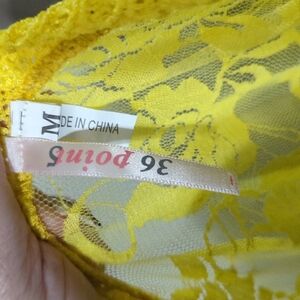 M
DE IN CHINA
36 points